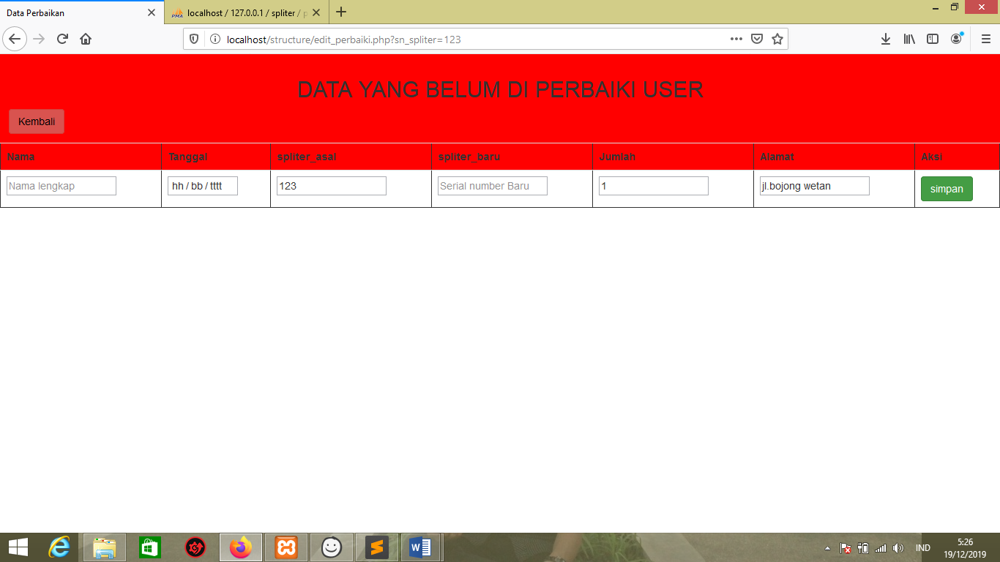 Data Perbaikan
localhost / 127.0.0.1 / spliter / p
localhost/structure/edit_perbaiki.php?sn_spliter=123
DATA YANG BELUM DI PERBAIKI USER
Kembali
Nama Tanggal spliter_asal spliter_baru Jumlah Alamat Aksi
Nama lengkap hh / bb / tttt 123 Serial number Baru 1 jl.bojong wetan simpan
IND
5:26
19/12/2019